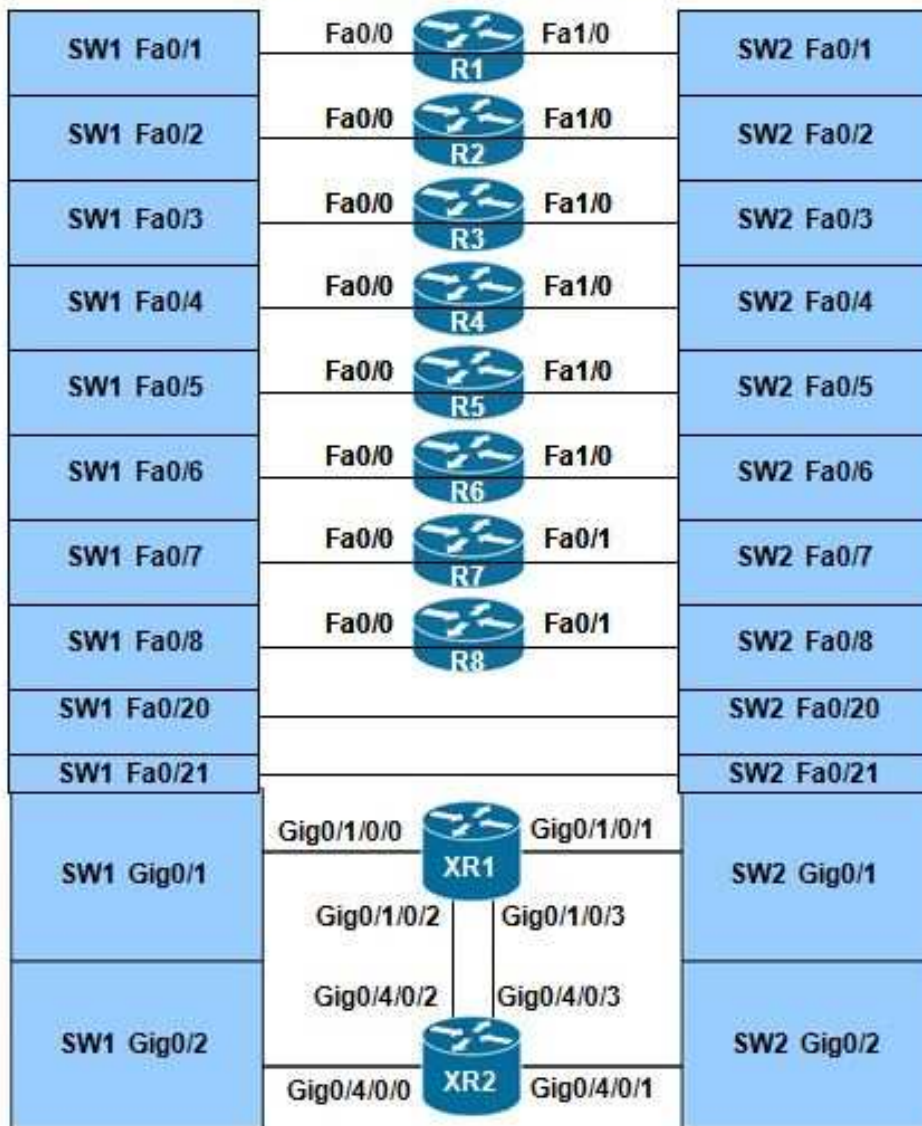 Fa0/0 Fa1/0
SW1 Fa0/1 R1 SW2 Fa0/1
Fa0/0 Fa1/0
SW1 Fa0/2 R2 SW2 Fa0/2
Fa0/0 Fa1/0
SW1 Fa0/3 R3 SW2 Fa0/3
Fa0/0 Fa1/0
SW1 Fa0/4 R4 SW2 Fa0/4
Fa0/0 Fa1/0
SW1 Fa0/5 R5 SW2 Fa0/5
Fa0/0 Fa1/0
SW1 Fa0/6 R6 SW2 Fa0/6
Fa0/0 Fa0/1
SW1 Fa0/7 R7 SW2 Fa0/7
Fa0/0 Fa0/1
SW1 Fa0/8 R8 SW2 Fa0/8
SW1 Fa0/20 SW2 Fa0/20
SW1 Fa0/21 SW2 Fa0/21
Gig0/1/0/0 Gig0/1/0/1
SW1 Gig0/1 XR1 SW2 Gig0/1
Gig0/1/0/2 Gig0/1/0/3
Gig0/4/0/2 Gig0/4/0/3
SW1 Gig0/2 XR2 SW2 Gig0/2
Gig0/4/0/0 Gig0/4/0/1